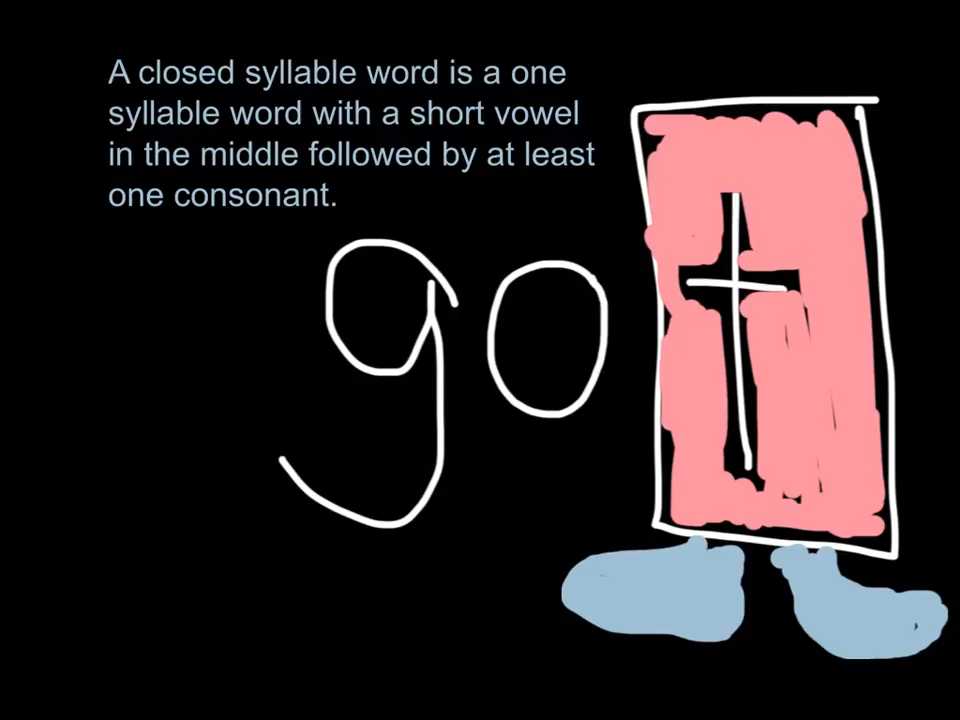 A closed syllable word is a one
syllable word with a short vowel
in the middle followed by at least
one consonant.
got